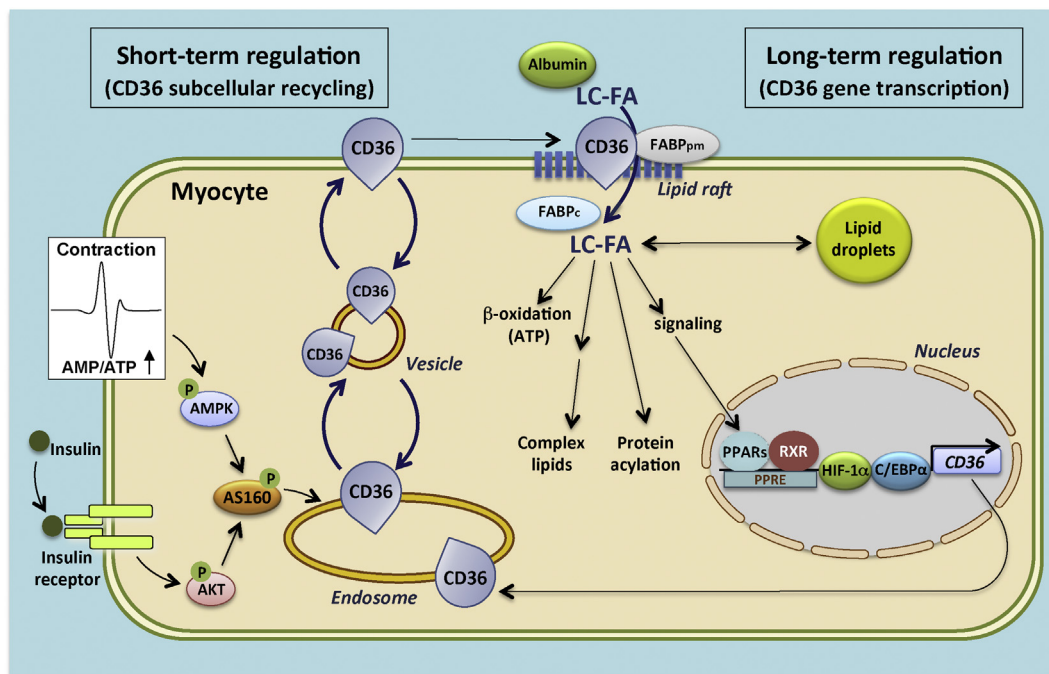 Short-term regulation
(CD36 subcellular recycling)
Long-term regulation
(CD36 gene transcription)
Albumin
LC-FA
CD36
CD36
FABPpm
Myocyte
Lipid raft
FABPc
LC-FA
Lipid
droplets
Contraction
AMP/ATP
CD36
CD36
Vesicle
β-oxidation
(ATP)
signaling
Nucleus
P
AMPK
Insulin
Complex
lipids
Protein
acylation
PPARs
RXR
PPRE
HIF-1α
C/EBPα
CD36
P
AS160
CD36
Insulin
receptor
P
AKT
CD36
Endosome